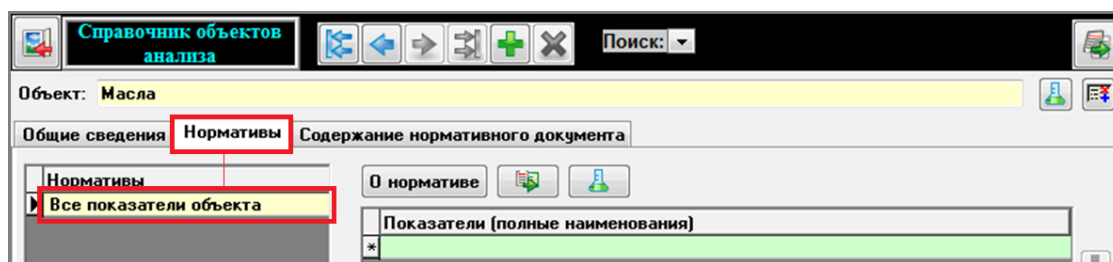 Справочник объектов
анализа
Поиск:
Объект: Масла
Общие сведения Нормативы Содержание нормативного документа
Нормативы
О нормативе
Все показатели объекта
Показатели (полные наименования)
*